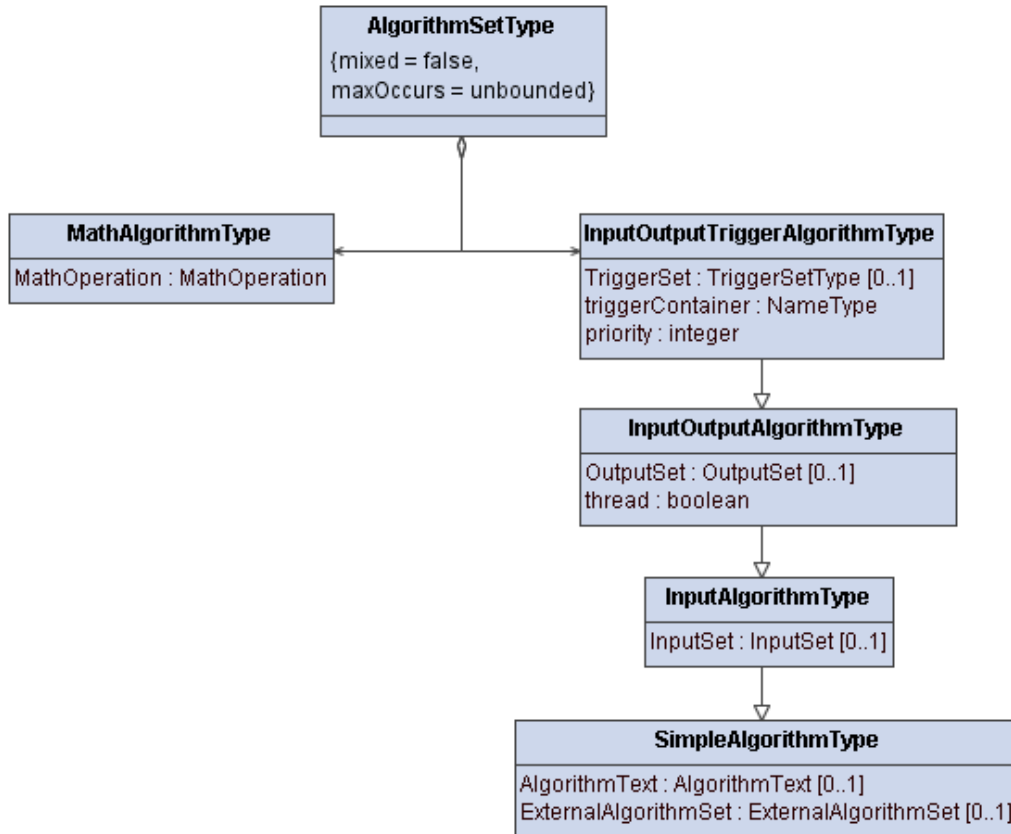 AlgorithmSetType
{mixed = false,
maxOccurs = unbounded}
MathAlgorithmType
MathOperation : MathOperation
InputOutputTriggerAlgorithmType
TriggerSet : TriggerSetType [0..1]
triggerContainer : NameType
priority : integer
InputOutputAlgorithmType
OutputSet : OutputSet [0..1]
thread : boolean
InputAlgorithmType
InputSet : InputSet [0..1]
SimpleAlgorithmType
AlgorithmText : AlgorithmText [0..1]
ExternalAlgorithmSet : ExternalAlgorithmSet [0..1]